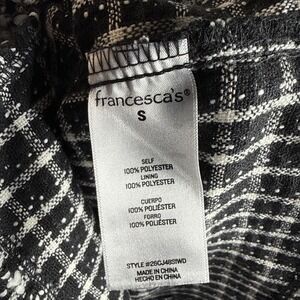 francesca's®
S
SELF
100% POLYESTER
LINING
100% POLYESTER
CUERPO
100% POLIÉSTER
FORRO
100% POLIÉSTER
STYLE #26CJ4851WD
MADE IN CHINA
HECHO EN CHINA